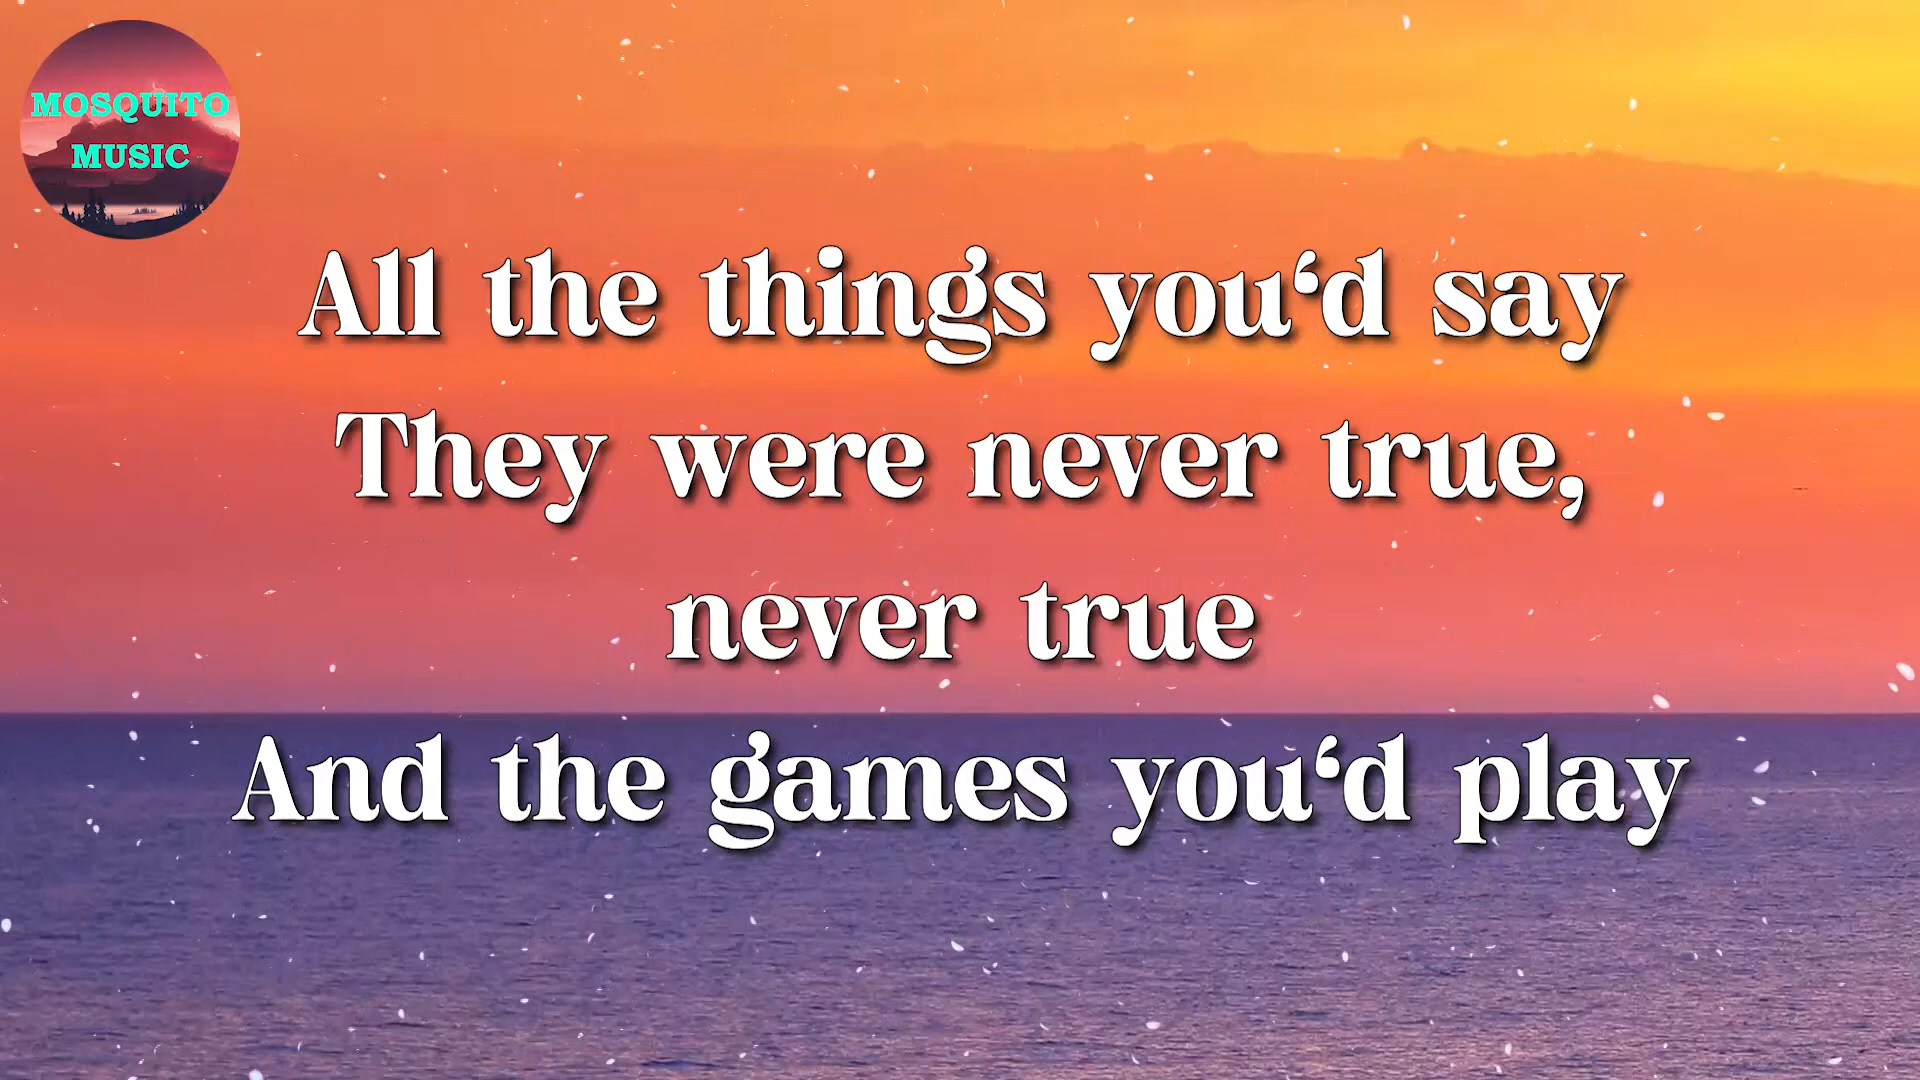 MOSQUITO
MUSIC
All the things you‘d say
They were never true,
never true
And the games you‘d play